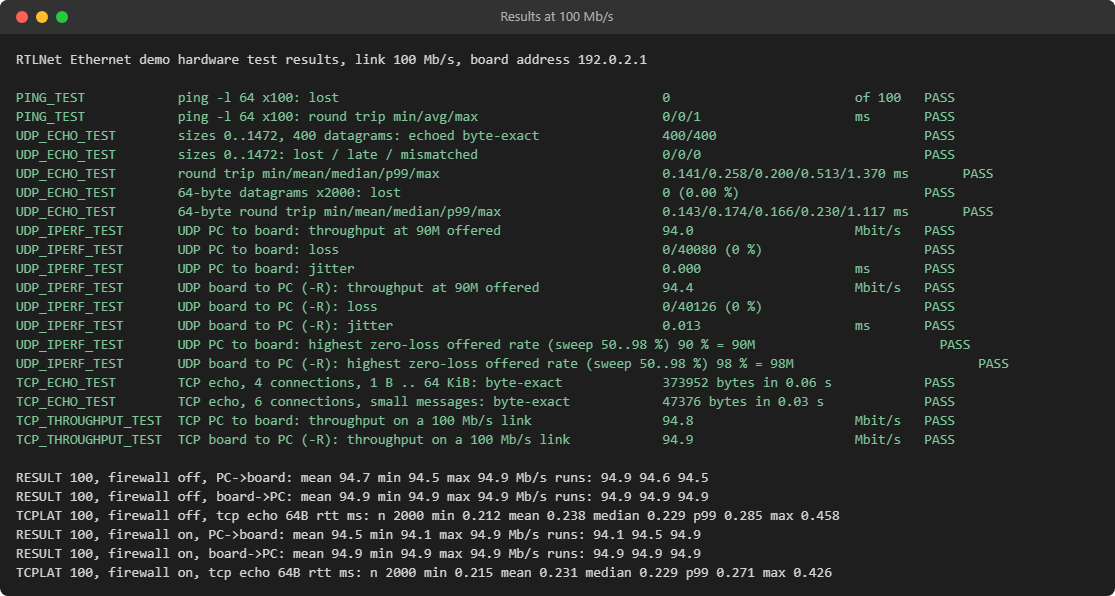 Results at 100 Mb/s
RTLNet Ethernet demo hardware test results, link 100 Mb/s, board address 192.0.2.1
PING_TEST ping -l 64 x100: lost 0 of 100 PASS
PING_TEST ping -l 64 x100: round trip min/avg/max 0/0/1 ms PASS
UDP_ECHO_TEST sizes 0..1472, 400 datagrams: echoed byte-exact 400/400 PASS
UDP_ECHO_TEST sizes 0..1472: lost / late / mismatched 0/0/0 PASS
UDP_ECHO_TEST round trip min/mean/median/p99/max 0.141/0.258/0.200/0.513/1.370 ms PASS
UDP_ECHO_TEST 64-byte datagrams x2000: lost 0 (0.00 %) PASS
UDP_ECHO_TEST 64-byte round trip min/mean/median/p99/max 0.143/0.174/0.166/0.230/1.117 ms PASS
UDP_IPERF_TEST UDP PC to board: throughput at 90M offered 94.0 Mbit/s PASS
UDP_IPERF_TEST UDP PC to board: loss 0/40080 (0 %) PASS
UDP_IPERF_TEST UDP PC to board: jitter 0.000 ms PASS
UDP_IPERF_TEST UDP board to PC (-R): throughput at 90M offered 94.4 Mbit/s PASS
UDP_IPERF_TEST UDP board to PC (-R): loss 0/40126 (0 %) PASS
UDP_IPERF_TEST UDP board to PC (-R): jitter 0.013 ms PASS
UDP_IPERF_TEST UDP PC to board: highest zero-loss offered rate (sweep 50..98 %) 90 % = 90M PASS
UDP_IPERF_TEST UDP board to PC (-R): highest zero-loss offered rate (sweep 50..98 %) 98 % = 98M PASS
TCP_ECHO_TEST TCP echo, 4 connections, 1 B .. 64 KiB: byte-exact 373952 bytes in 0.06 s PASS
TCP_ECHO_TEST TCP echo, 6 connections, small messages: byte-exact 47376 bytes in 0.03 s PASS
TCP_THROUGHPUT_TEST TCP PC to board: throughput on a 100 Mb/s link 94.8 Mbit/s PASS
TCP_THROUGHPUT_TEST TCP board to PC (-R): throughput on a 100 Mb/s link 94.9 Mbit/s PASS
RESULT 100, firewall off, PC->board: mean 94.7 min 94.5 max 94.9 Mb/s runs: 94.9 94.6 94.5
RESULT 100, firewall off, board->PC: mean 94.9 min 94.9 max 94.9 Mb/s runs: 94.9 94.9 94.9
TCPLAT 100, firewall off, tcp echo 64B rtt ms: n 2000 min 0.212 mean 0.238 median 0.229 p99 0.285 max 0.458
RESULT 100, firewall on, PC->board: mean 94.5 min 94.1 max 94.9 Mb/s runs: 94.1 94.5 94.9
RESULT 100, firewall on, board->PC: mean 94.9 min 94.9 max 94.9 Mb/s runs: 94.9 94.9 94.9
TCPLAT 100, firewall on, tcp echo 64B rtt ms: n 2000 min 0.215 mean 0.231 median 0.229 p99 0.271 max 0.426